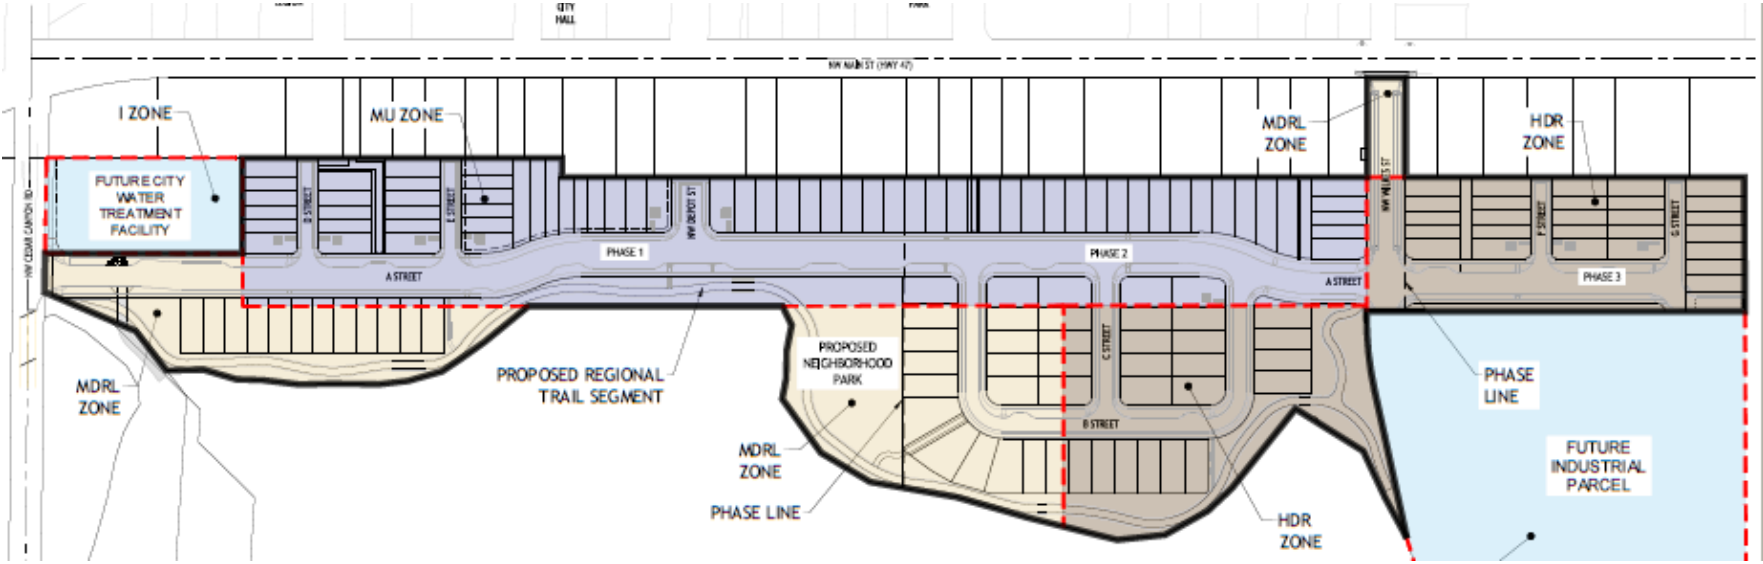 CITY
HALL
PARK
NW MAIN ST (HWY 47)
I ZONE
MU ZONE
MDRL
ZONE
HDR
ZONE
FUTURE CITY
WATER
TREATMENT
FACILITY
NW CEDAR CANYON RD
D STREET
E STREET
NW DEPOT ST
NW WILKES ST
F STREET
G STREET
PHASE 1
PHASE 2
A STREET
A STREET
PHASE 3
C STREET
B STREET
PROPOSED
NEIGHBORHOOD
PARK
PROPOSED REGIONAL
TRAIL SEGMENT
MDRL
ZONE
PHASE
LINE
MDRL
ZONE
PHASE LINE
HDR
ZONE
FUTURE
INDUSTRIAL
PARCEL